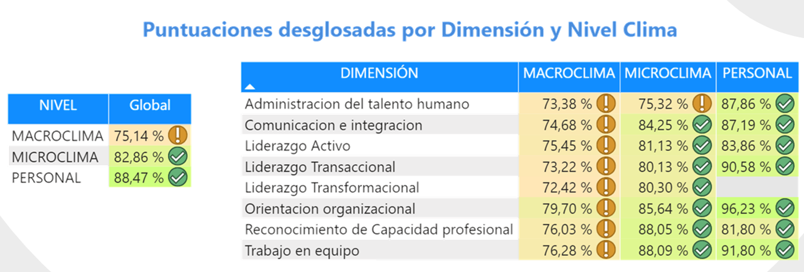 Puntuaciones desglosadas por Dimensión y Nivel Clima
NIVEL Global
MACROCLIMA 75,14 %
MICROCLIMA 82,86 %
PERSONAL 88,47 %
DIMENSIÓN MACROCLIMA MICROCLIMA PERSONAL
Administracion del talento humano 73,38 % 75,32 % 87,86 %
Comunicacion e integracion 74,68 % 84,25 % 87,19 %
Liderazgo Activo 75,45 % 81,13 % 83,86 %
Liderazgo Transaccional 73,22 % 80,13 % 90,58 %
Liderazgo Transformacional 72,42 % 80,30 %
Orientacion organizacional 79,70 % 85,64 % 96,23 %
Reconocimiento de Capacidad profesional 76,03 % 88,05 % 81,80 %
Trabajo en equipo 76,28 % 88,09 % 91,80 %